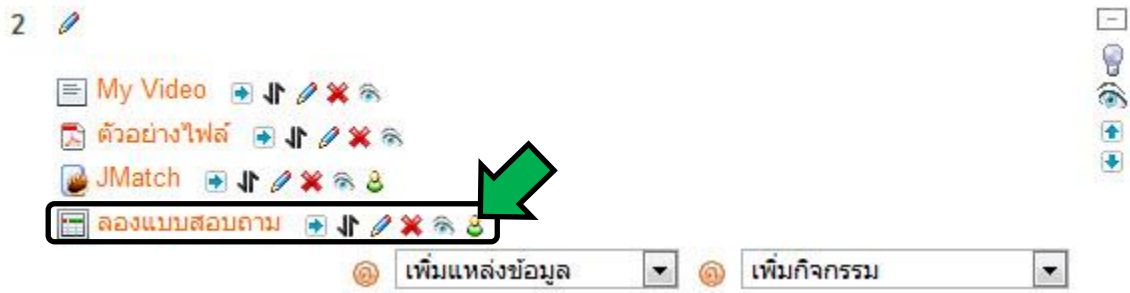 2
My Video
ตัวอย่างไฟล์
JMatch
ลองแบบสอบถาม
เพิ่มแหล่งข้อมูล เพิ่มกิจกรรม